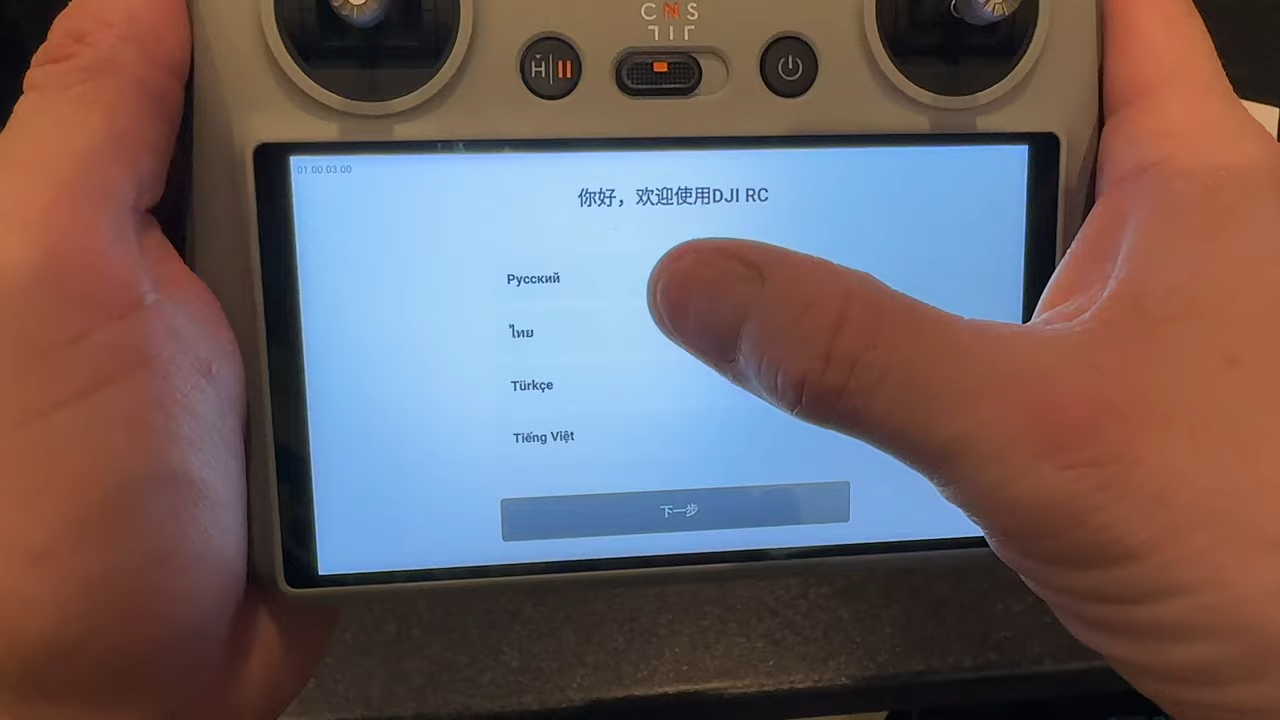 C N S
H
01.00.03.00
你好，欢迎使用DJI RC
Русский
ไทย
Türkçe
Tiếng Việt
下一步